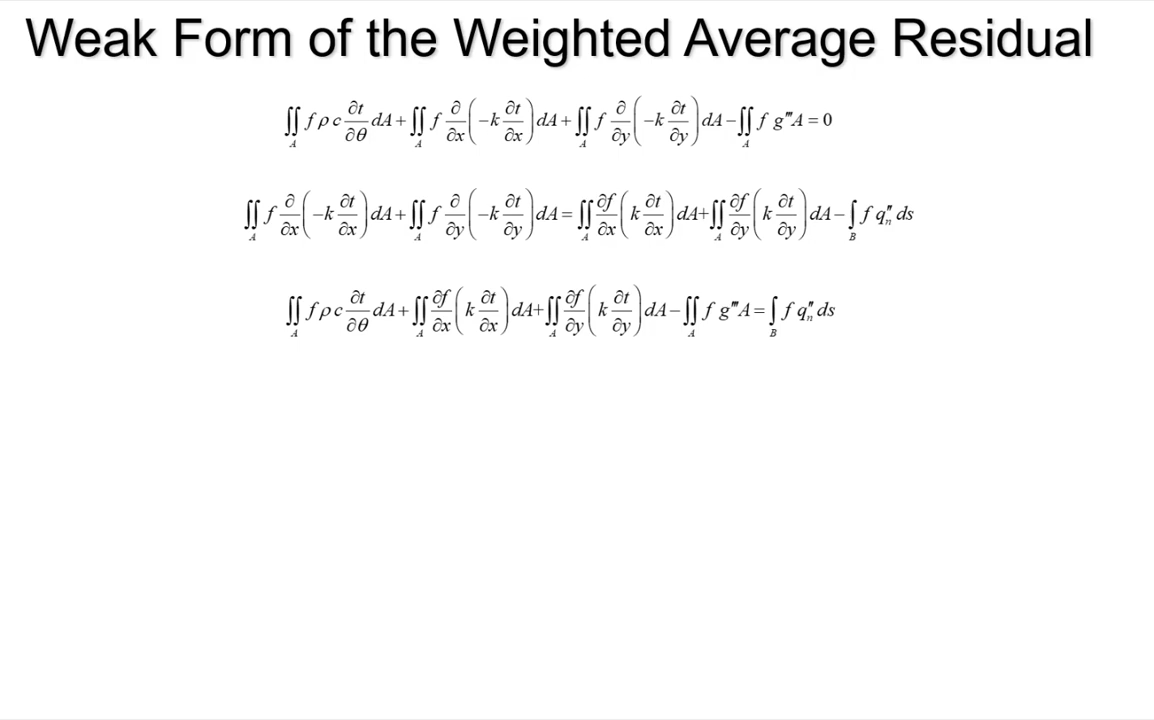 Weak Form of the Weighted Average Residual
∬_A f ρ c ∂t/∂θ dA + ∬_A f ∂/∂x (−k ∂t/∂x) dA + ∬_A f ∂/∂y (−k ∂t/∂y) dA − ∬_A f g''' A = 0
∬_A f ∂/∂x (−k ∂t/∂x) dA + ∬_A f ∂/∂y (−k ∂t/∂y) dA = ∬_A ∂f/∂x (k ∂t/∂x) dA + ∬_A ∂f/∂y (k ∂t/∂y) dA − ∫_B f q''_n ds
∬_A f ρ c ∂t/∂θ dA + ∬_A ∂f/∂x (k ∂t/∂x) dA + ∬_A ∂f/∂y (k ∂t/∂y) dA − ∬_A f g''' A = ∫_B f q''_n ds